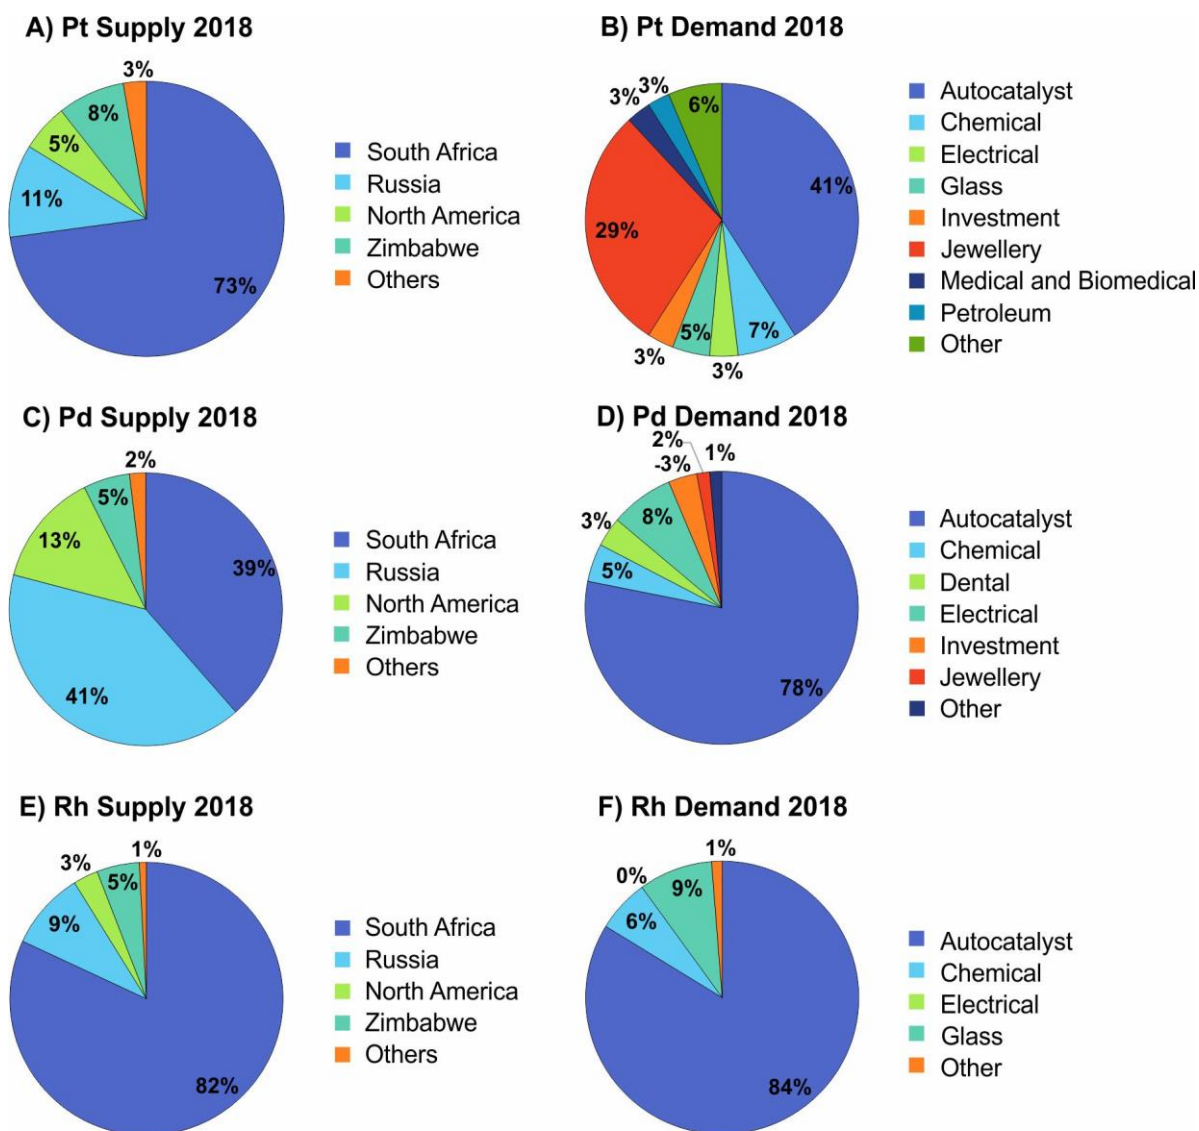 A) Pt Supply 2018
3%
8%
5%
11%
73%
South Africa
Russia
North America
Zimbabwe
Others
B) Pt Demand 2018
3%
3%
6%
41%
29%
7%
5%
3%
3%
Autocatalyst
Chemical
Electrical
Glass
Investment
Jewellery
Medical and Biomedical
Petroleum
Other
C) Pd Supply 2018
2%
5%
13%
39%
41%
South Africa
Russia
North America
Zimbabwe
Others
D) Pd Demand 2018
2%
1%
-3%
8%
3%
5%
78%
Autocatalyst
Chemical
Dental
Electrical
Investment
Jewellery
Other
E) Rh Supply 2018
1%
3%
5%
9%
82%
South Africa
Russia
North America
Zimbabwe
Others
F) Rh Demand 2018
1%
0%
9%
6%
84%
Autocatalyst
Chemical
Electrical
Glass
Other